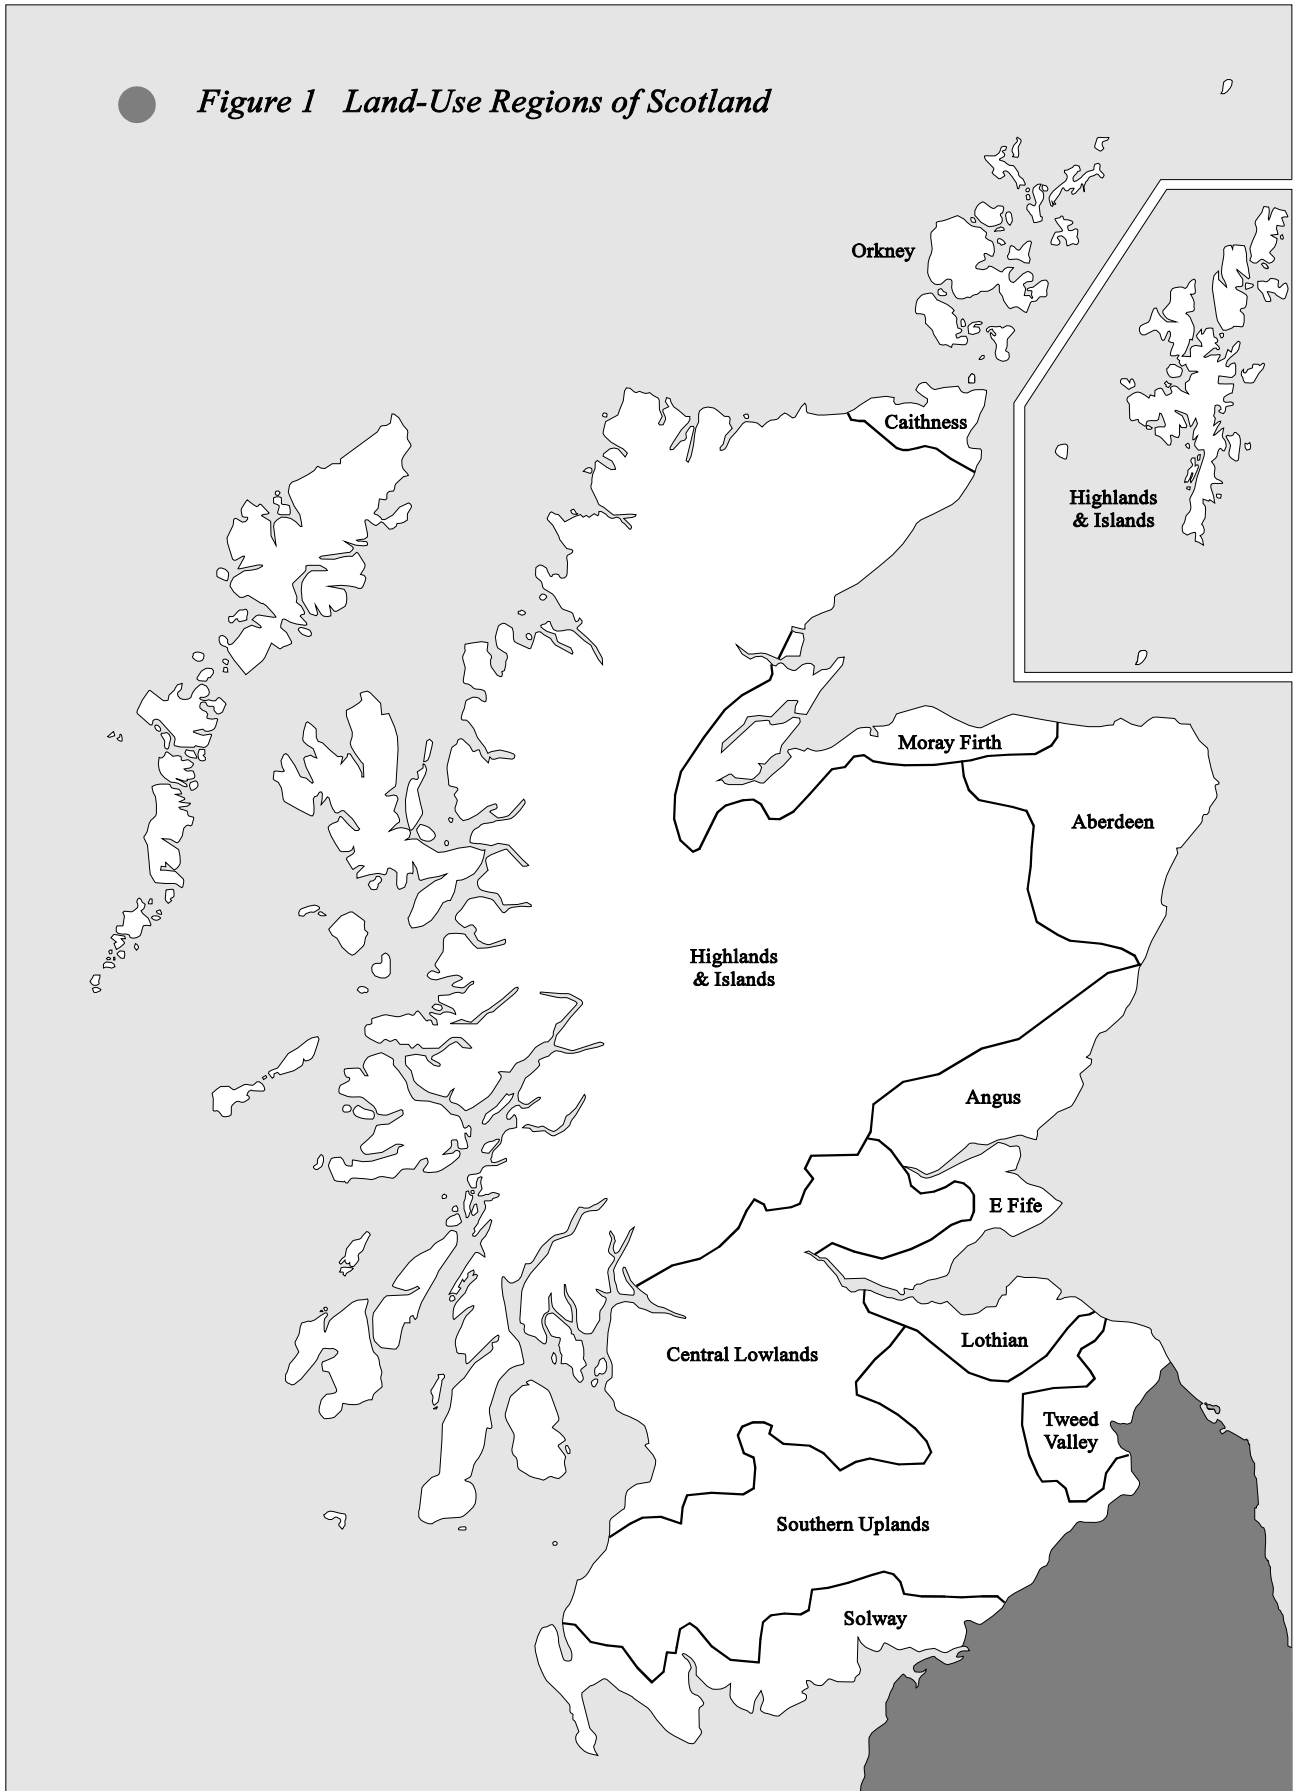 Figure 1 Land-Use Regions of Scotland
Orkney
Caithness
Highlands
& Islands
Moray Firth
Aberdeen
Highlands
& Islands
Angus
E Fife
Lothian
Central Lowlands
Tweed
Valley
Southern Uplands
Solway